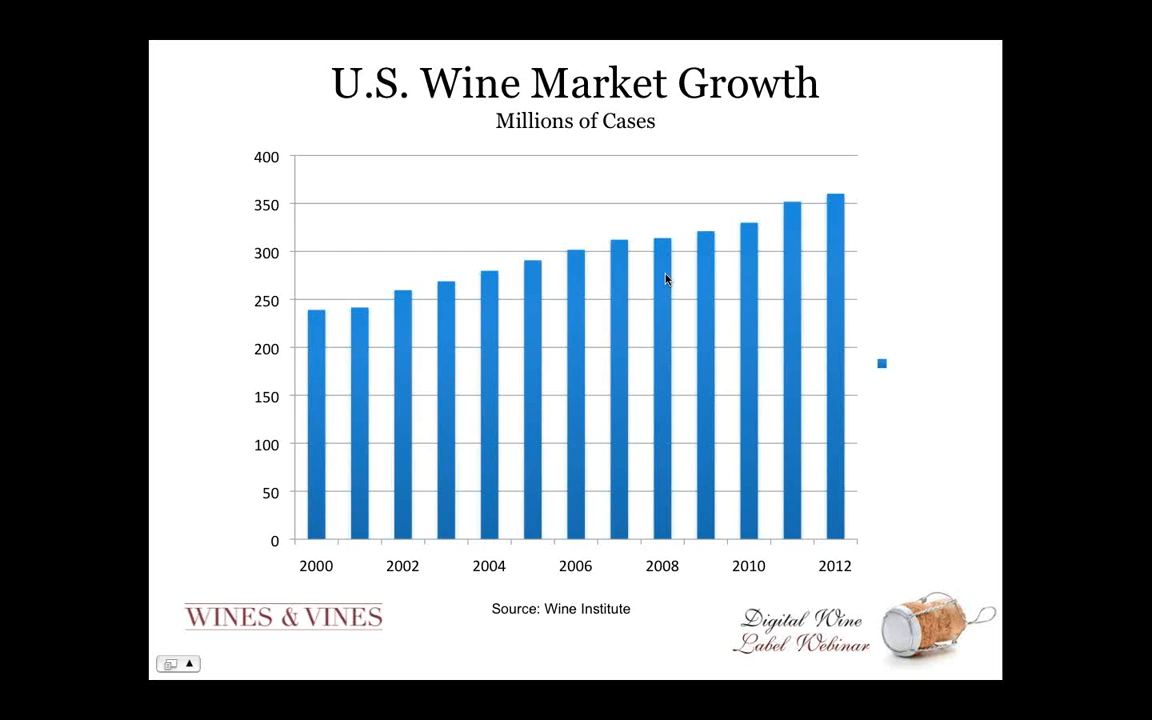 U.S. Wine Market Growth
Millions of Cases
400
350
300
250
200
150
100
50
0
2000 2002 2004 2006 2008 2010 2012
Source: Wine Institute
WINES & VINES
Digital Wine
Label Webinar